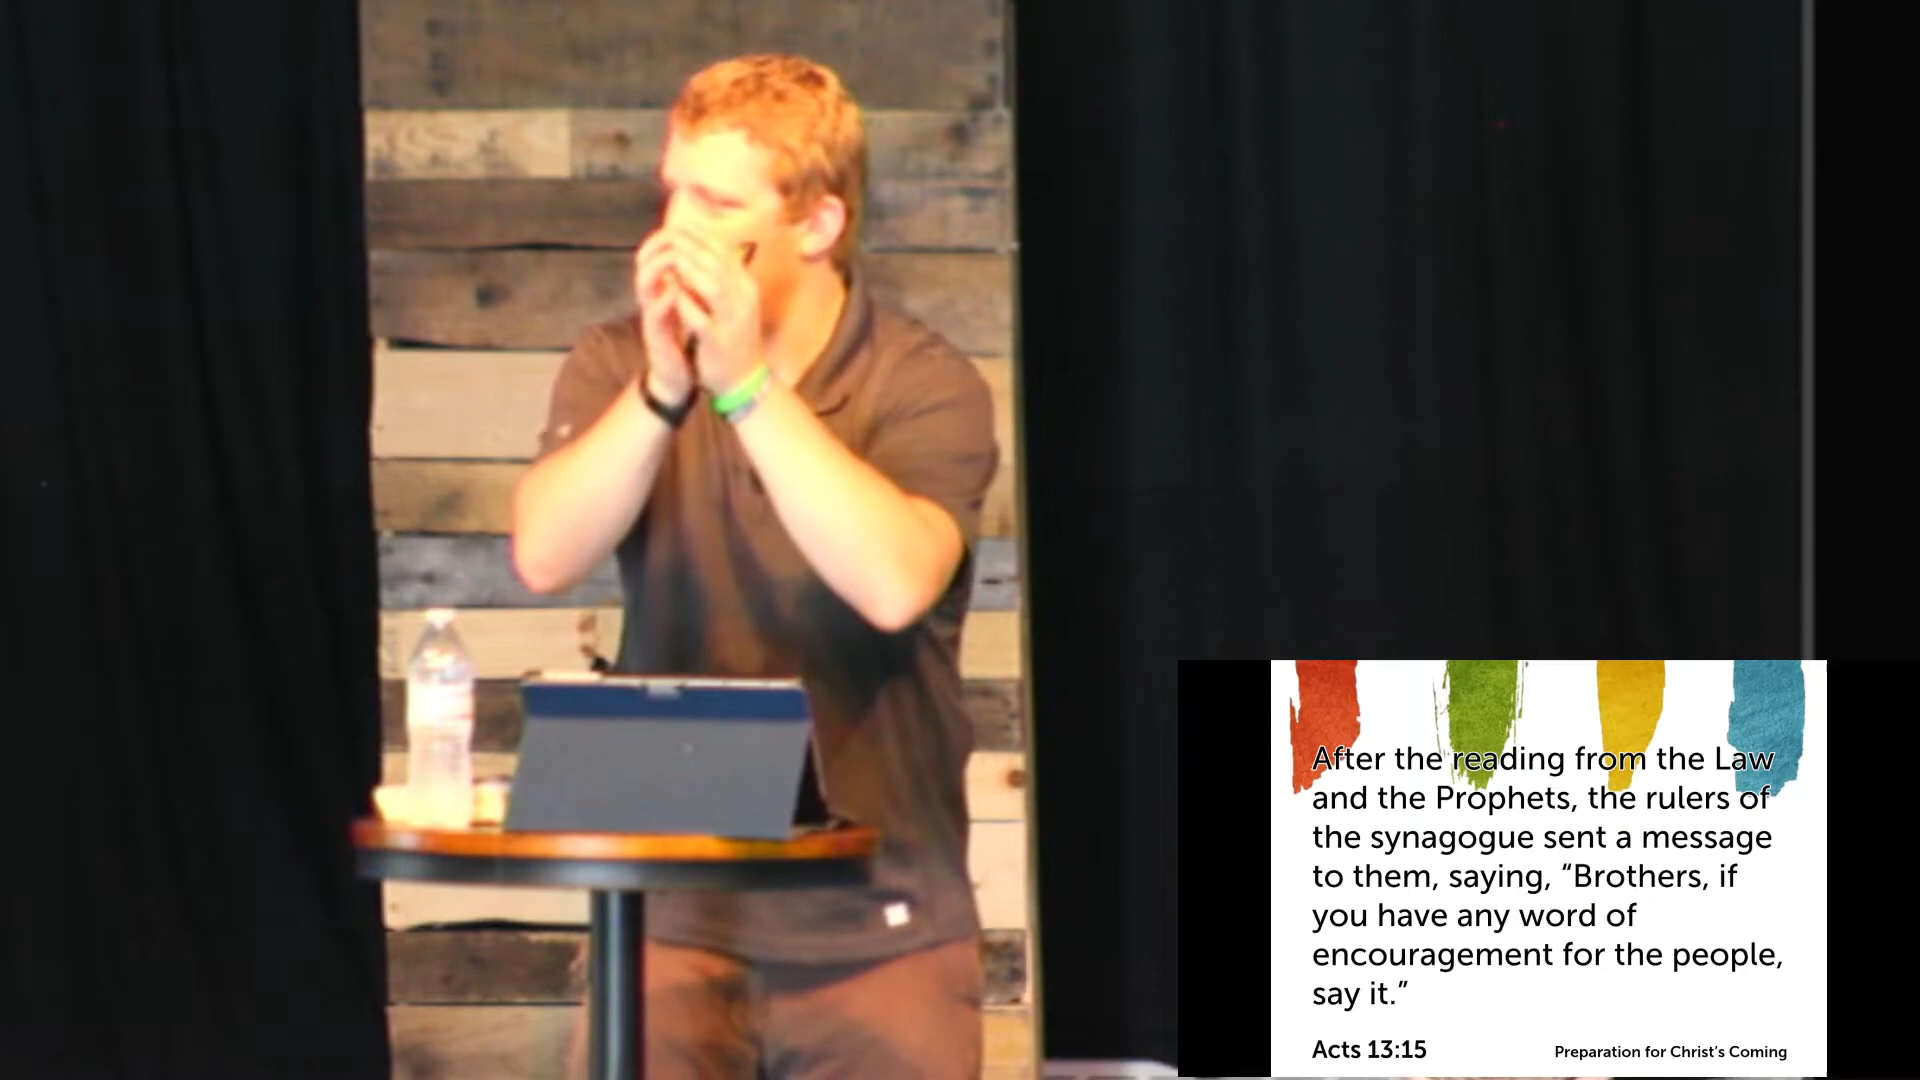 After the reading from the Law
and the Prophets, the rulers of
the synagogue sent a message
to them, saying, “Brothers, if
you have any word of
encouragement for the people,
say it.”
Acts 13:15
Preparation for Christ’s Coming